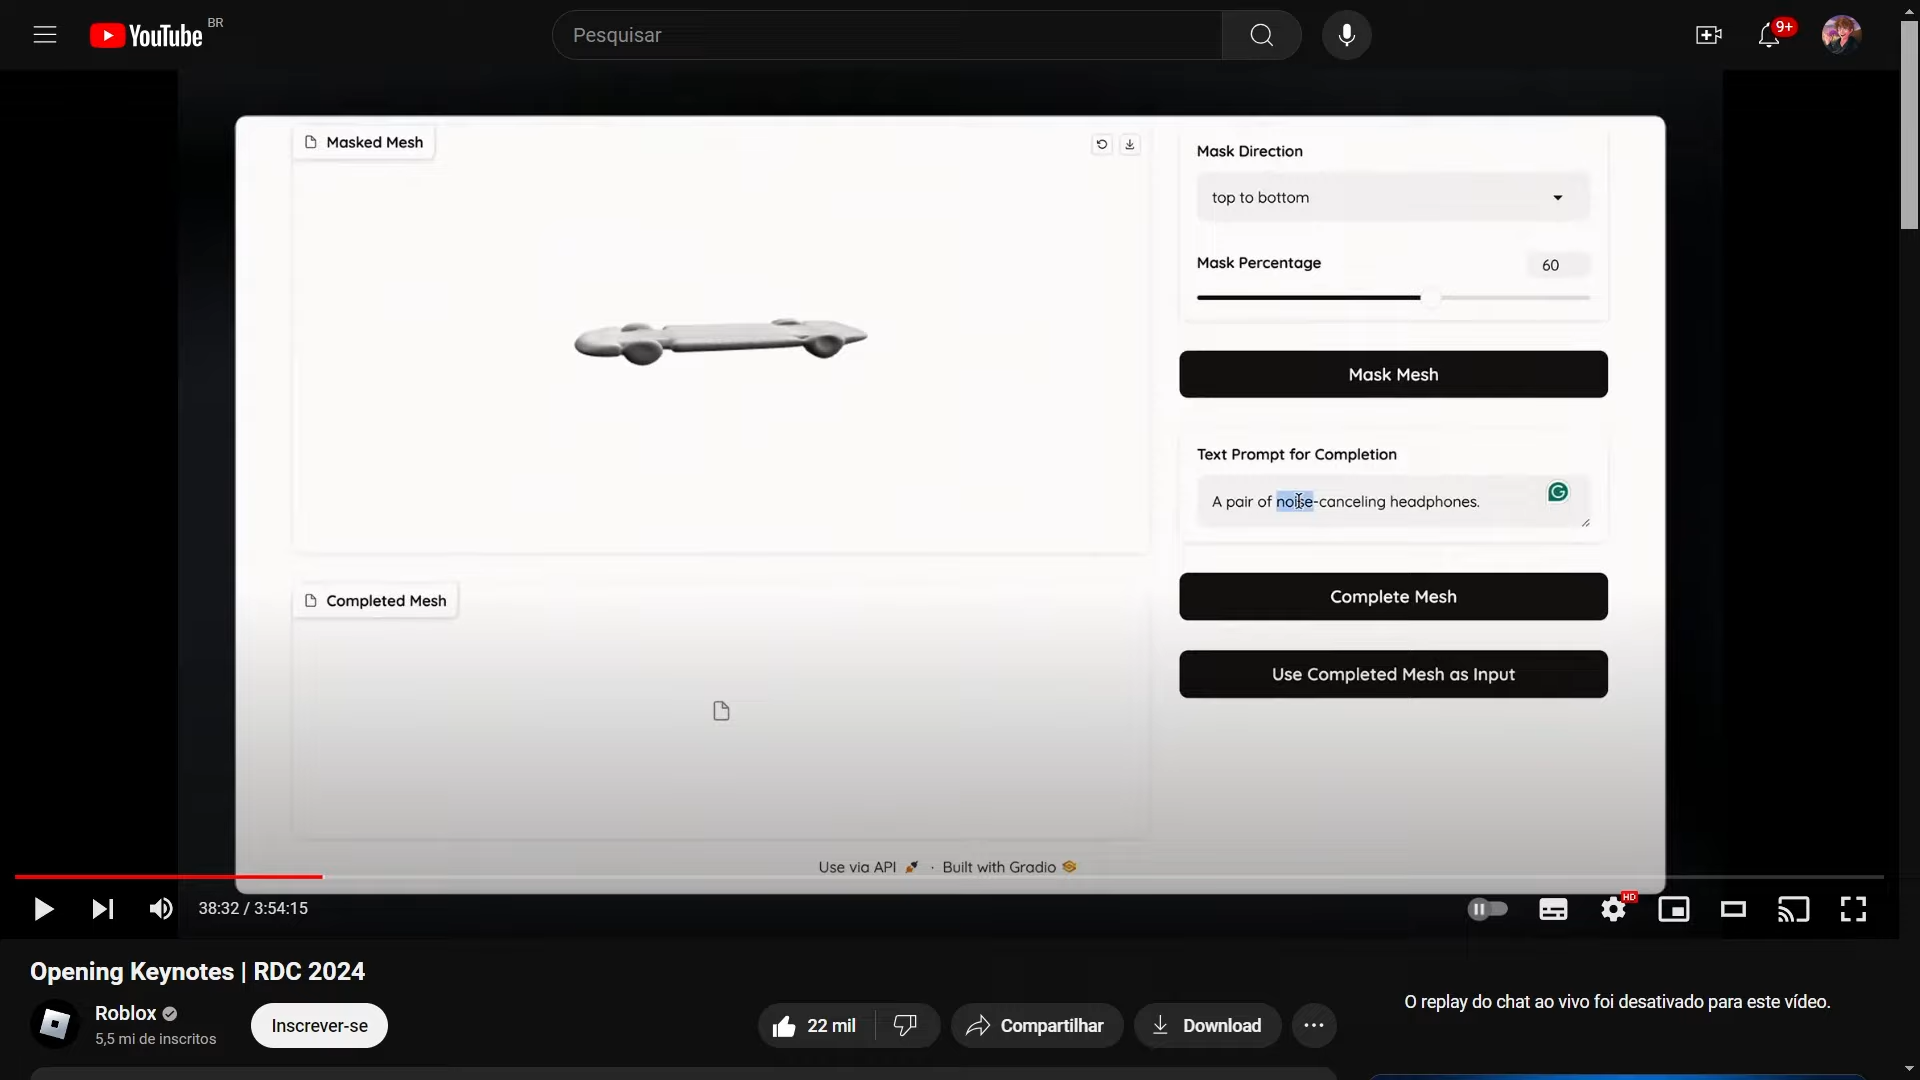 YouTube BR
Pesquisar
9+
Masked Mesh
Mask Direction
top to bottom
Mask Percentage
60
Mask Mesh
Text Prompt for Completion
A pair of noise-canceling headphones.
Complete Mesh
Completed Mesh
Use Completed Mesh as Input
Use via API · Built with Gradio
38:32 / 3:54:15
HD
Opening Keynotes | RDC 2024
Roblox
5,5 mi de inscritos
Inscrever-se
22 mil
Compartilhar
Download
O replay do chat ao vivo foi desativado para este vídeo.